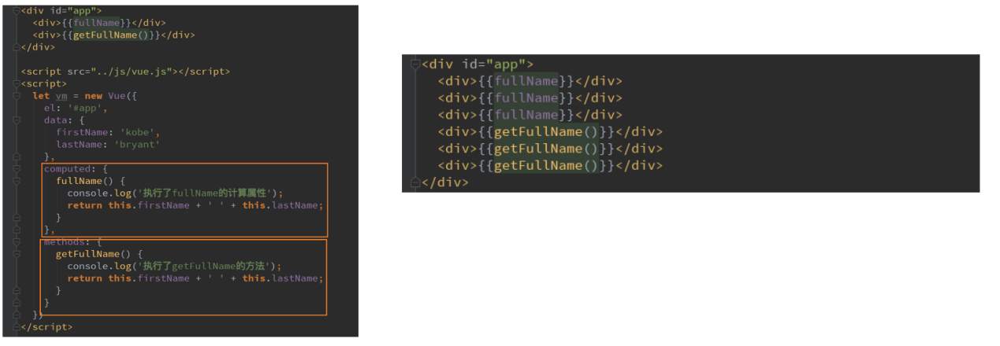 <div id="app">
<div>{{fullName}}</div>
<div>{{getFullName()}}</div>
</div>
<script src="../js/vue.js"></script>
<script>
let vm = new Vue({
el: '#app',
data: {
firstName: 'kobe',
lastName: 'bryant'
},
computed: {
fullName() {
console.log('执行了fullName的计算属性');
return this.firstName + ' ' + this.lastName;
}
},
methods: {
getFullName() {
console.log('执行了getFullName的方法');
return this.firstName + ' ' + this.lastName;
}
}
})
</script>
<div id="app">
<div>{{fullName}}</div>
<div>{{fullName}}</div>
<div>{{fullName}}</div>
<div>{{getFullName()}}</div>
<div>{{getFullName()}}</div>
<div>{{getFullName()}}</div>
</div>